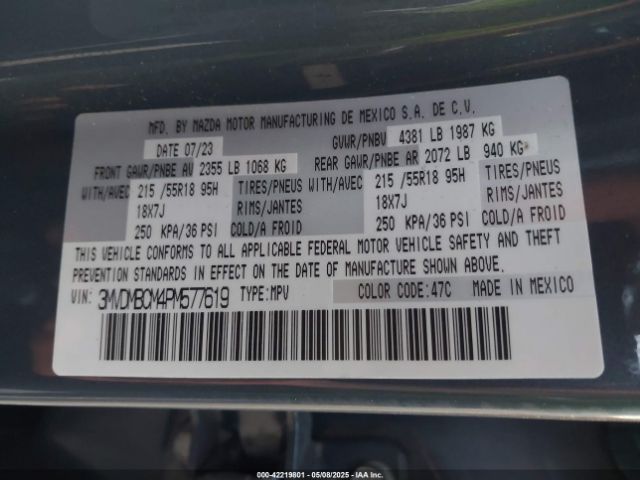 MFD. BY MAZDA MOTOR MANUFACTURING DE MEXICO S.A. DE C.V.
DATE 07/23 GVWR/PNBV 4381 LB 1987 KG
FRONT GAWR/PNBE AV 2355 LB 1068 KG REAR GAWR/PNBE AR 2072 LB 940 KG
WITH/AVEC 215 /55R18 95H TIRES/PNEUS WITH/AVEC 215 /55R18 95H TIRES/PNEUS
18X7J RIMS/JANTES 18X7J RIMS/JANTES
250 KPA/36 PSI COLD/A FROID 250 KPA/36 PSI COLD/A FROID
THIS VEHICLE CONFORMS TO ALL APPLICABLE FEDERAL MOTOR VEHICLE SAFETY AND THEFT
PREVENTION STANDARDS IN EFFECT ON THE DATE OF MANUFACTURE SHOWN ABOVE.
VIN: 3MVDMBCM4PM577619 TYPE:MPV COLOR CODE:47C MADE IN MEXICO
000-42219801 - 05/08/2025 - IAA Inc.